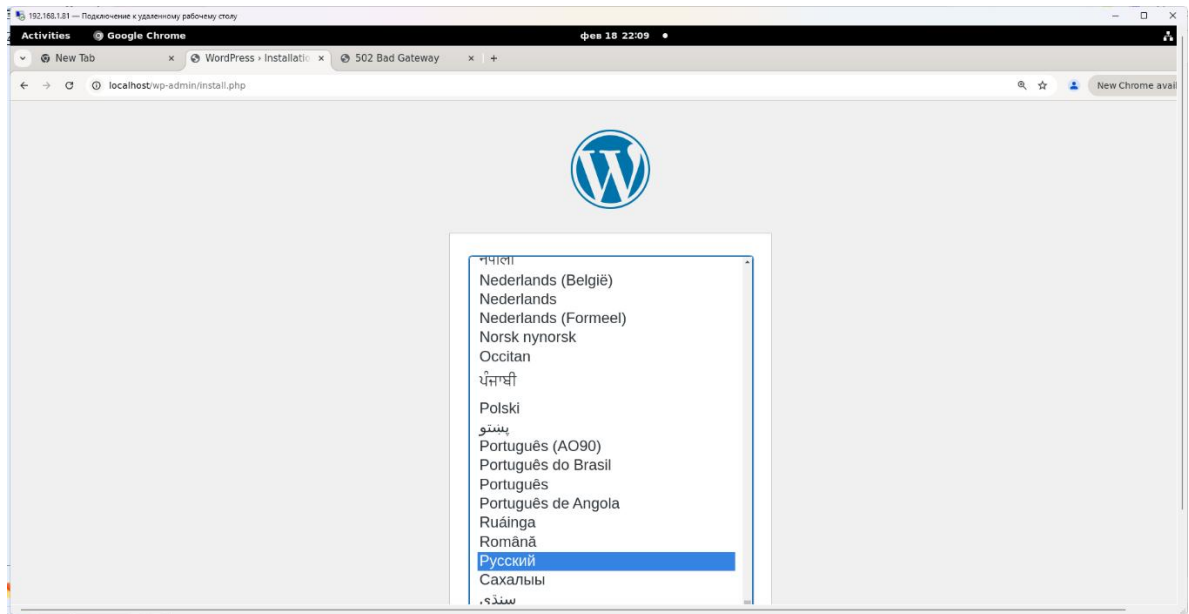 192.168.1.81 — Подключение к удаленному рабочему столу
Activities Google Chrome фев 18 22:09
New Tab WordPress › Installatio 502 Bad Gateway
localhost/wp-admin/install.php New Chrome avail
नेपाली
Nederlands (België)
Nederlands
Nederlands (Formeel)
Norsk nynorsk
Occitan
ਪੰਜਾਬੀ
Polski
پښتو
Português (AO90)
Português do Brasil
Português
Português de Angola
Ruáinga
Română
Русский
Сахалыы
سنڌي